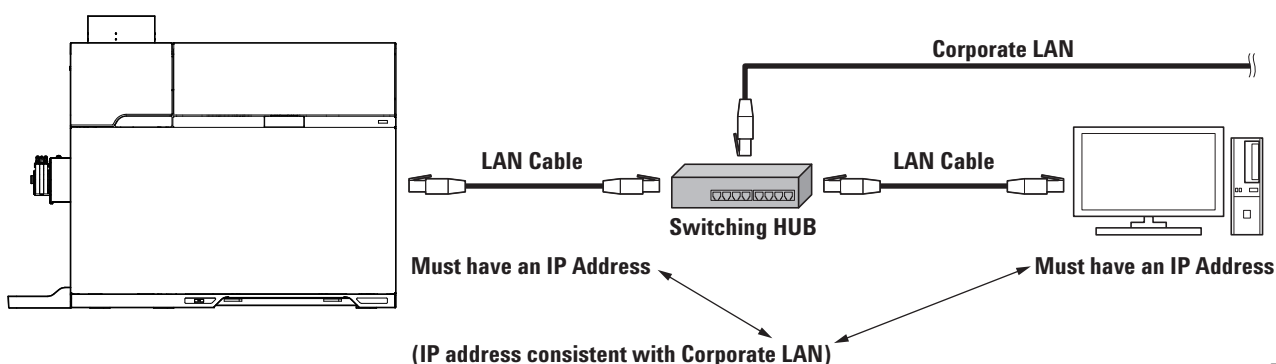 Corporate LAN
LAN Cable
LAN Cable
Switching HUB
Must have an IP Address
Must have an IP Address
(IP address consistent with Corporate LAN)